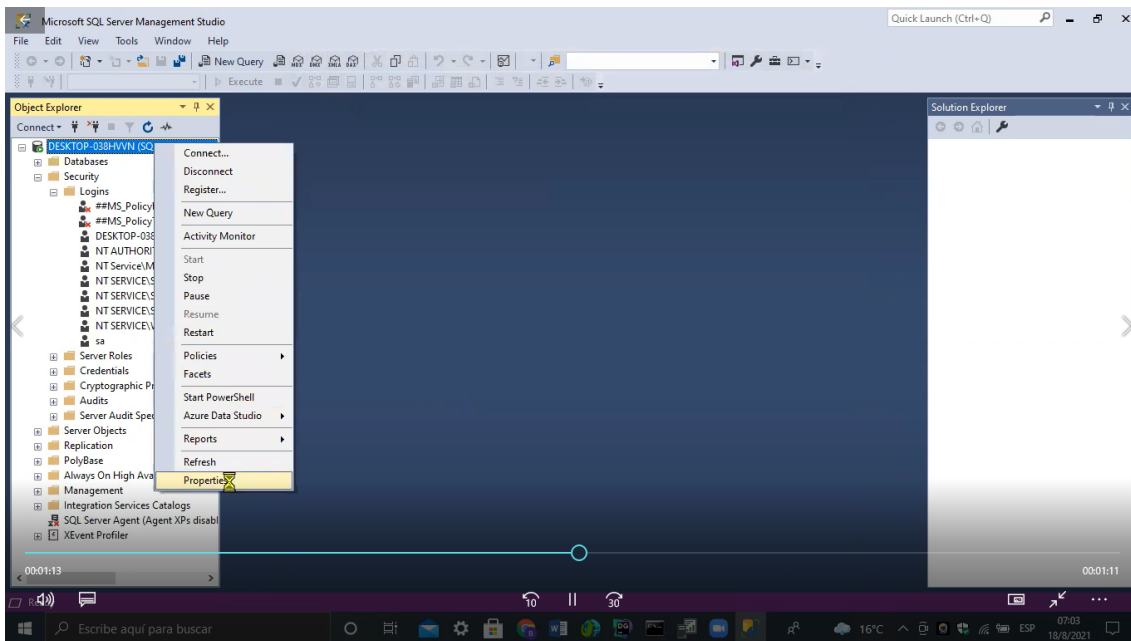 Microsoft SQL Server Management Studio
Quick Launch (Ctrl+Q)
File Edit View Tools Window Help
New Query
Execute
Object Explorer
Solution Explorer
Connect
DESKTOP-038HVVN (SQ
Databases
Security
Logins
##MS_Policy
##MS_Policy
DESKTOP-038
NT AUTHORI
NT Service\M
NT SERVICE\S
NT SERVICE\S
NT SERVICE\S
NT SERVICE\
sa
Server Roles
Credentials
Cryptographic Pr
Audits
Server Audit Spe
Server Objects
Replication
PolyBase
Always On High Ava
Management
Integration Services Catalogs
SQL Server Agent (Agent XPs disabl
XEvent Profiler
Connect...
Disconnect
Register...
New Query
Activity Monitor
Start
Stop
Pause
Resume
Restart
Policies
Facets
Start PowerShell
Azure Data Studio
Reports
Refresh
Properties
00:01:13
00:01:11
10
30
Escribe aquí para buscar
16°C
ESP
07:03
18/8/2021